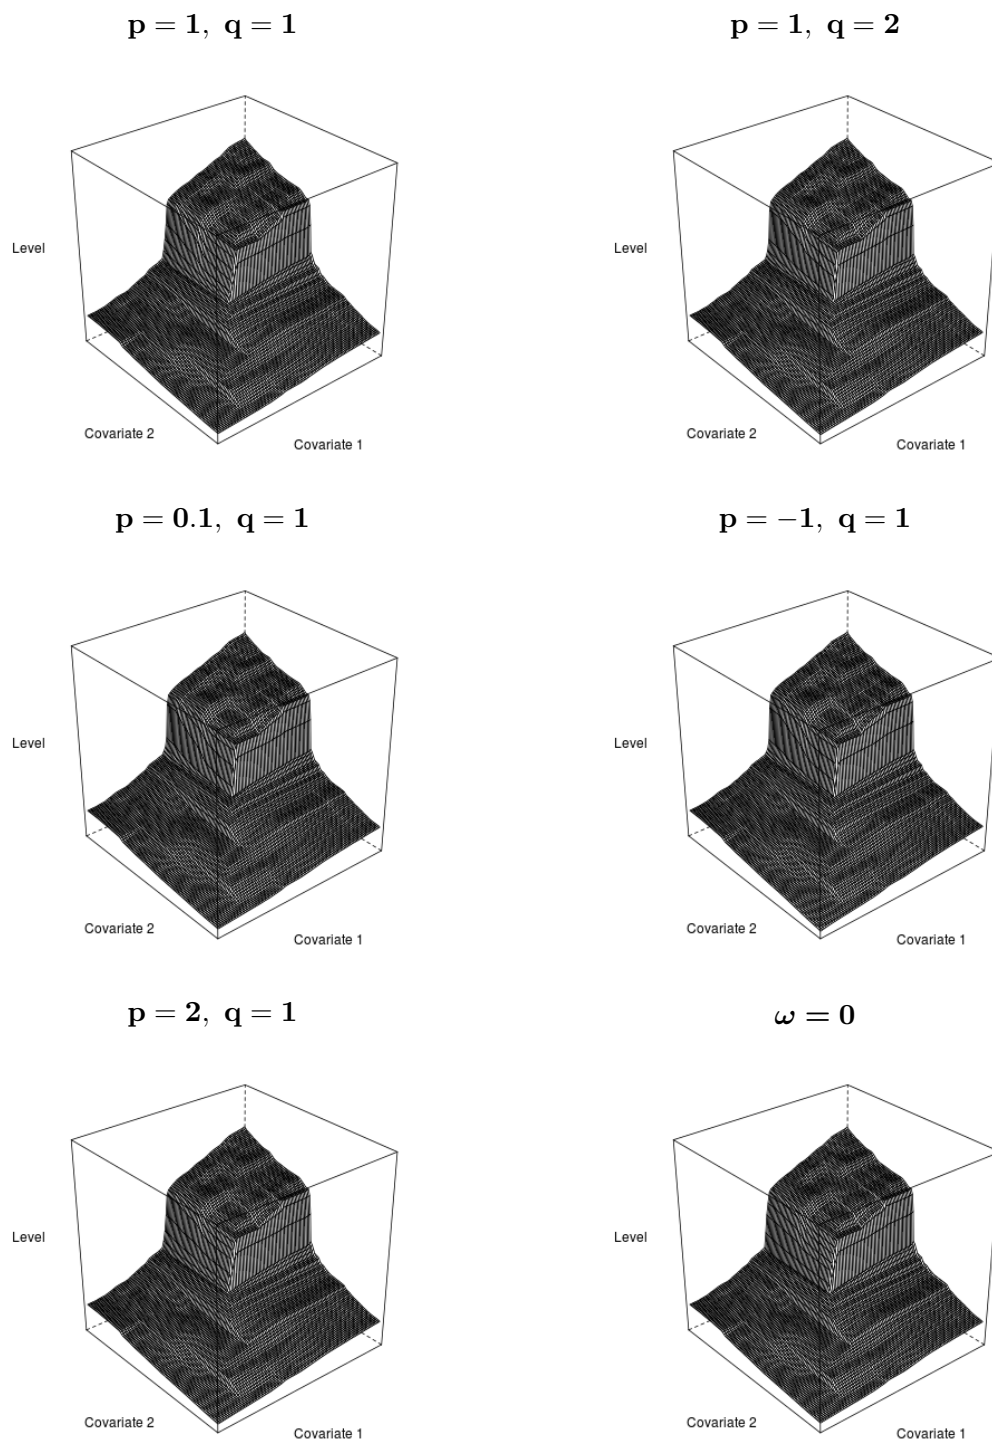 p = 1, q = 1
p = 1, q = 2
Level
Level
Covariate 2
Covariate 1
Covariate 2
Covariate 1
p = 0.1, q = 1
p = −1, q = 1
Level
Level
Covariate 2
Covariate 1
Covariate 2
Covariate 1
p = 2, q = 1
ω = 0
Level
Level
Covariate 2
Covariate 1
Covariate 2
Covariate 1